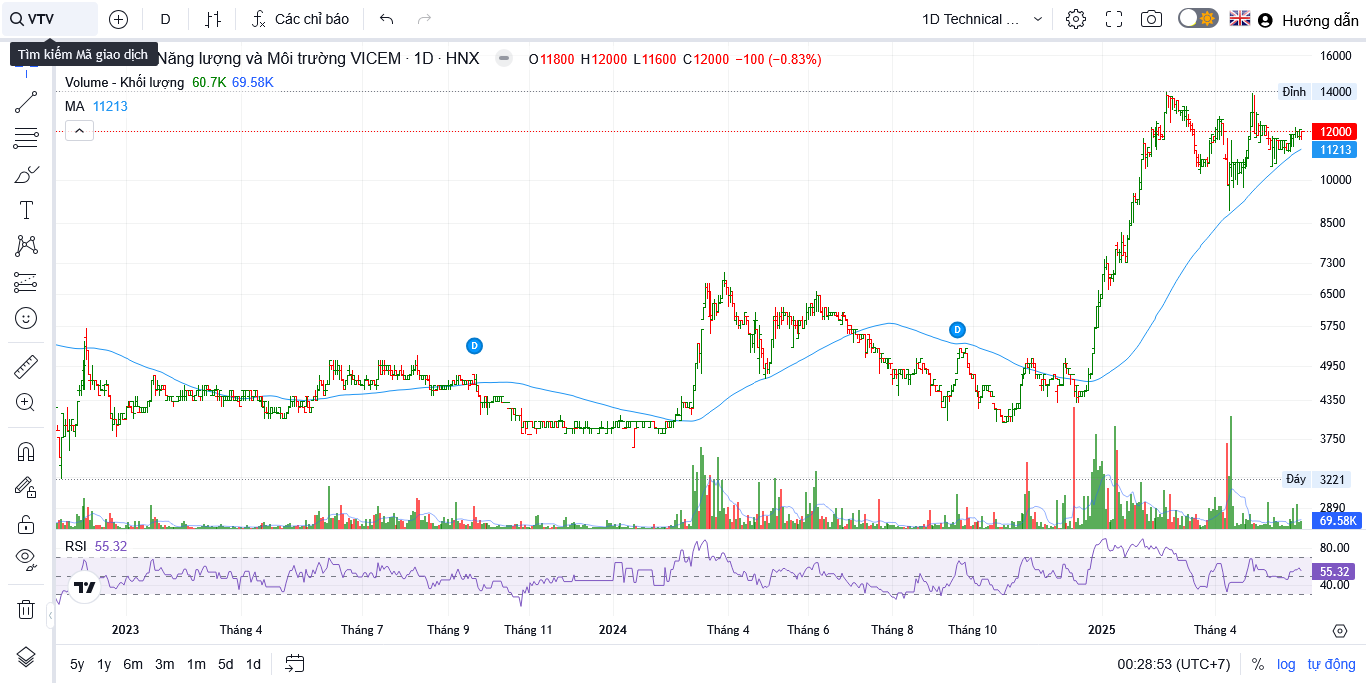 VTV
D
Các chỉ báo
1D Technical ...
Hướng dẫn
Tìm kiếm Mã giao dịch
Năng lượng và Môi trường VICEM · 1D · HNX
O11800 H12000 L11600 C12000 −100 (−0.83%)
Volume - Khối lượng 60.7K 69.58K
MA 11213
16000
Đỉnh 14000
12000
11213
10000
8500
7300
6500
5750
4950
4350
3750
Đáy 3221
2890
69.58K
D
D
RSI 55.32
80.00
55.32
40.00
2023 Tháng 4 Tháng 7 Tháng 9 Tháng 11 2024 Tháng 4 Tháng 6 Tháng 8 Tháng 10 2025 Tháng 4
5y 1y 6m 3m 1m 5d 1d
00:28:53 (UTC+7) % log tự động